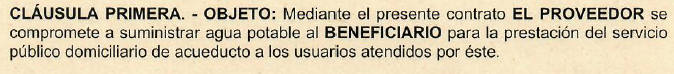 CLÁUSULA PRIMERA. - OBJETO: Mediante el presente contrato EL PROVEEDOR se
compromete a suministrar agua potable al BENEFICIARIO para la prestación del servicio
público domiciliario de acueducto a los usuarios atendidos por éste.